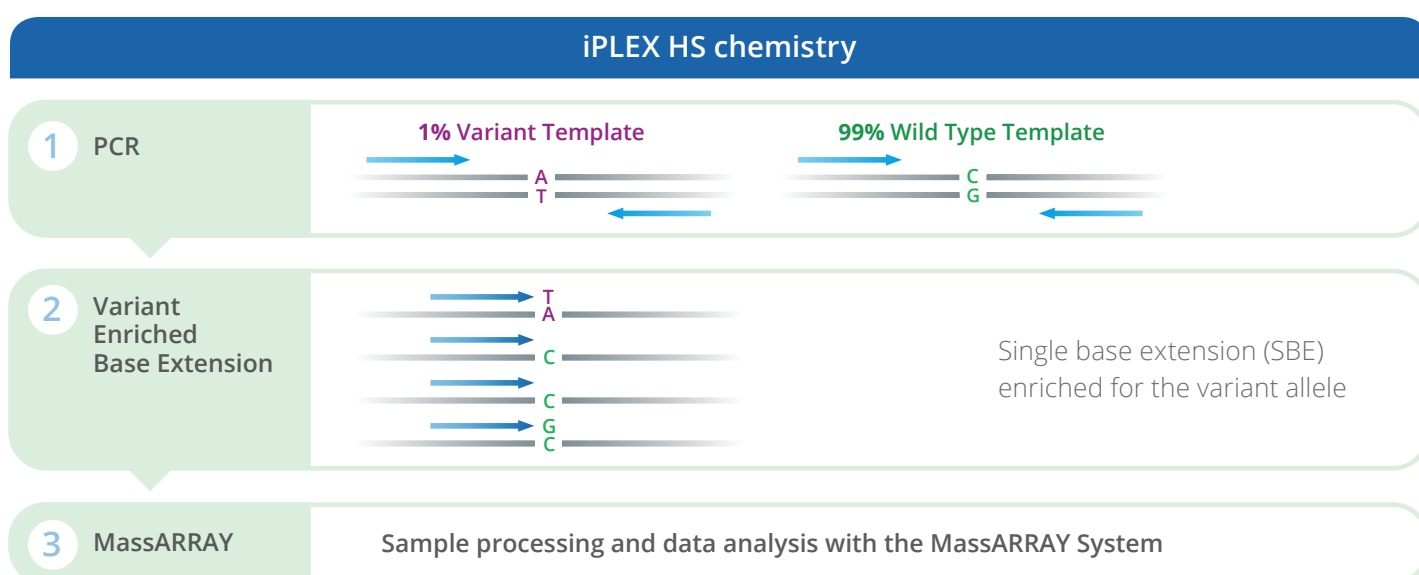 iPLEX HS chemistry
1
PCR
1% Variant Template
99% Wild Type Template
A
T
C
G
2
Variant
Enriched
Base Extension
T
A
C
C
G
C
Single base extension (SBE)
enriched for the variant allele
3
MassARRAY
Sample processing and data analysis with the MassARRAY System